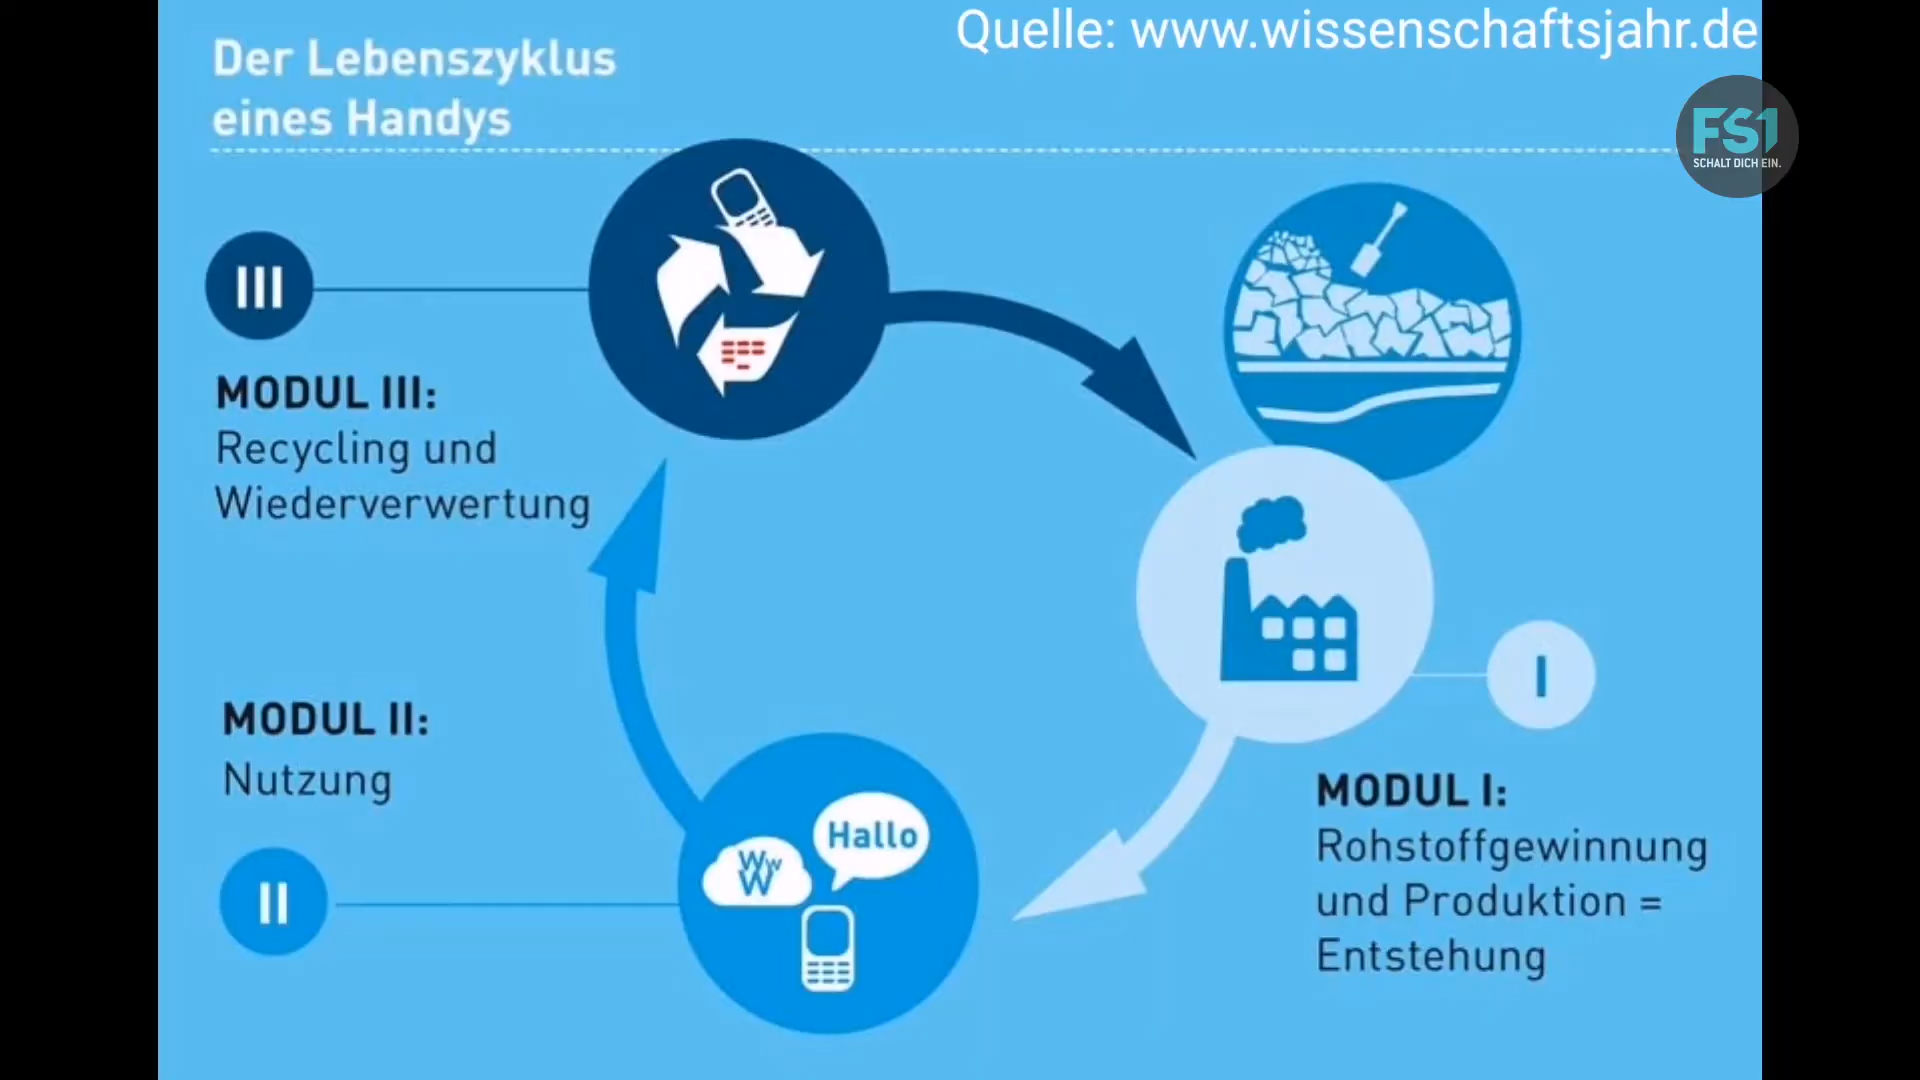 Quelle: www.wissenschaftsjahr.de
Der Lebenszyklus
eines Handys
FS1
SCHALT DICH EIN.
III
MODUL III:
Recycling und
Wiederverwertung
I
MODUL I:
Rohstoffgewinnung
und Produktion =
Entstehung
MODUL II:
Nutzung
II
Hallo
WWW